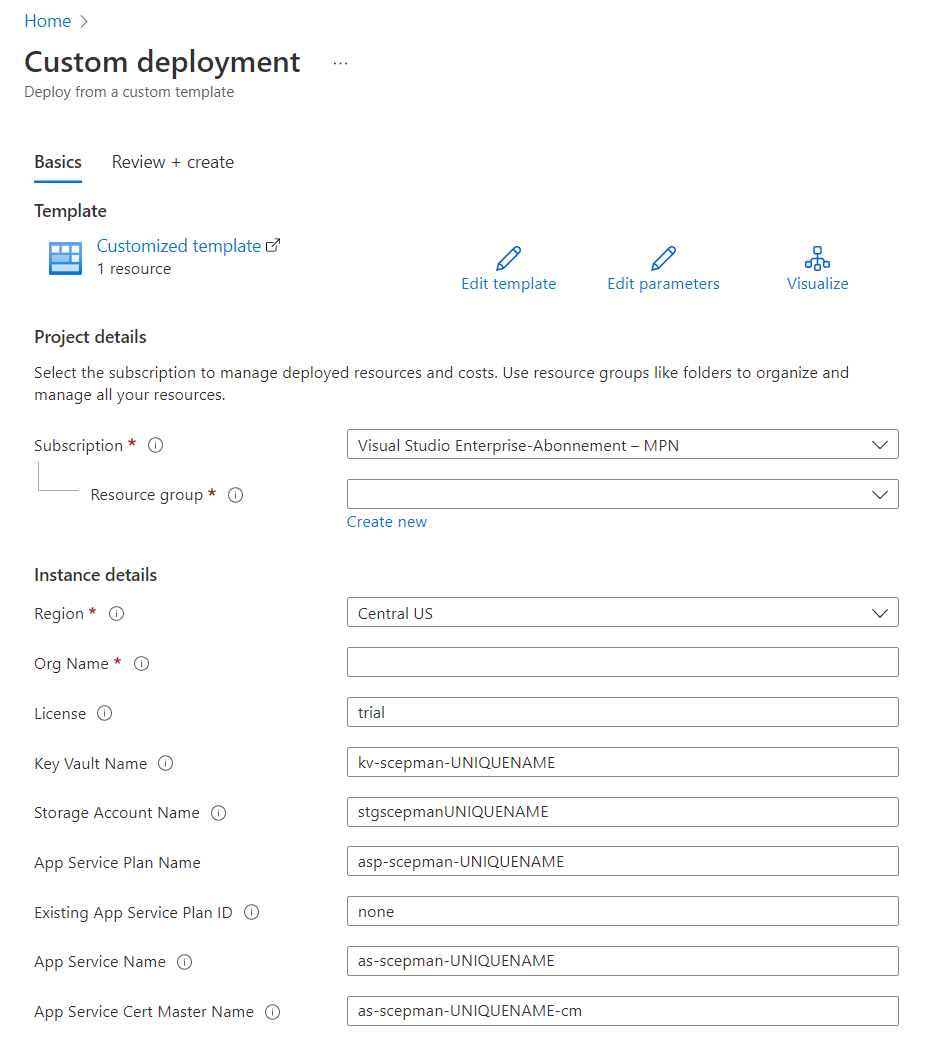 Home
Custom deployment ...
Deploy from a custom template
Basics Review + create
Template
Customized template
1 resource
Edit template Edit parameters Visualize
Project details
Select the subscription to manage deployed resources and costs. Use resource groups like folders to organize and
manage all your resources.
Subscription * Visual Studio Enterprise-Abonnement – MPN
Resource group *
Create new
Instance details
Region * Central US
Org Name *
License trial
Key Vault Name kv-scepman-UNIQUENAME
Storage Account Name stgscepmanUNIQUENAME
App Service Plan Name asp-scepman-UNIQUENAME
Existing App Service Plan ID none
App Service Name as-scepman-UNIQUENAME
App Service Cert Master Name as-scepman-UNIQUENAME-cm